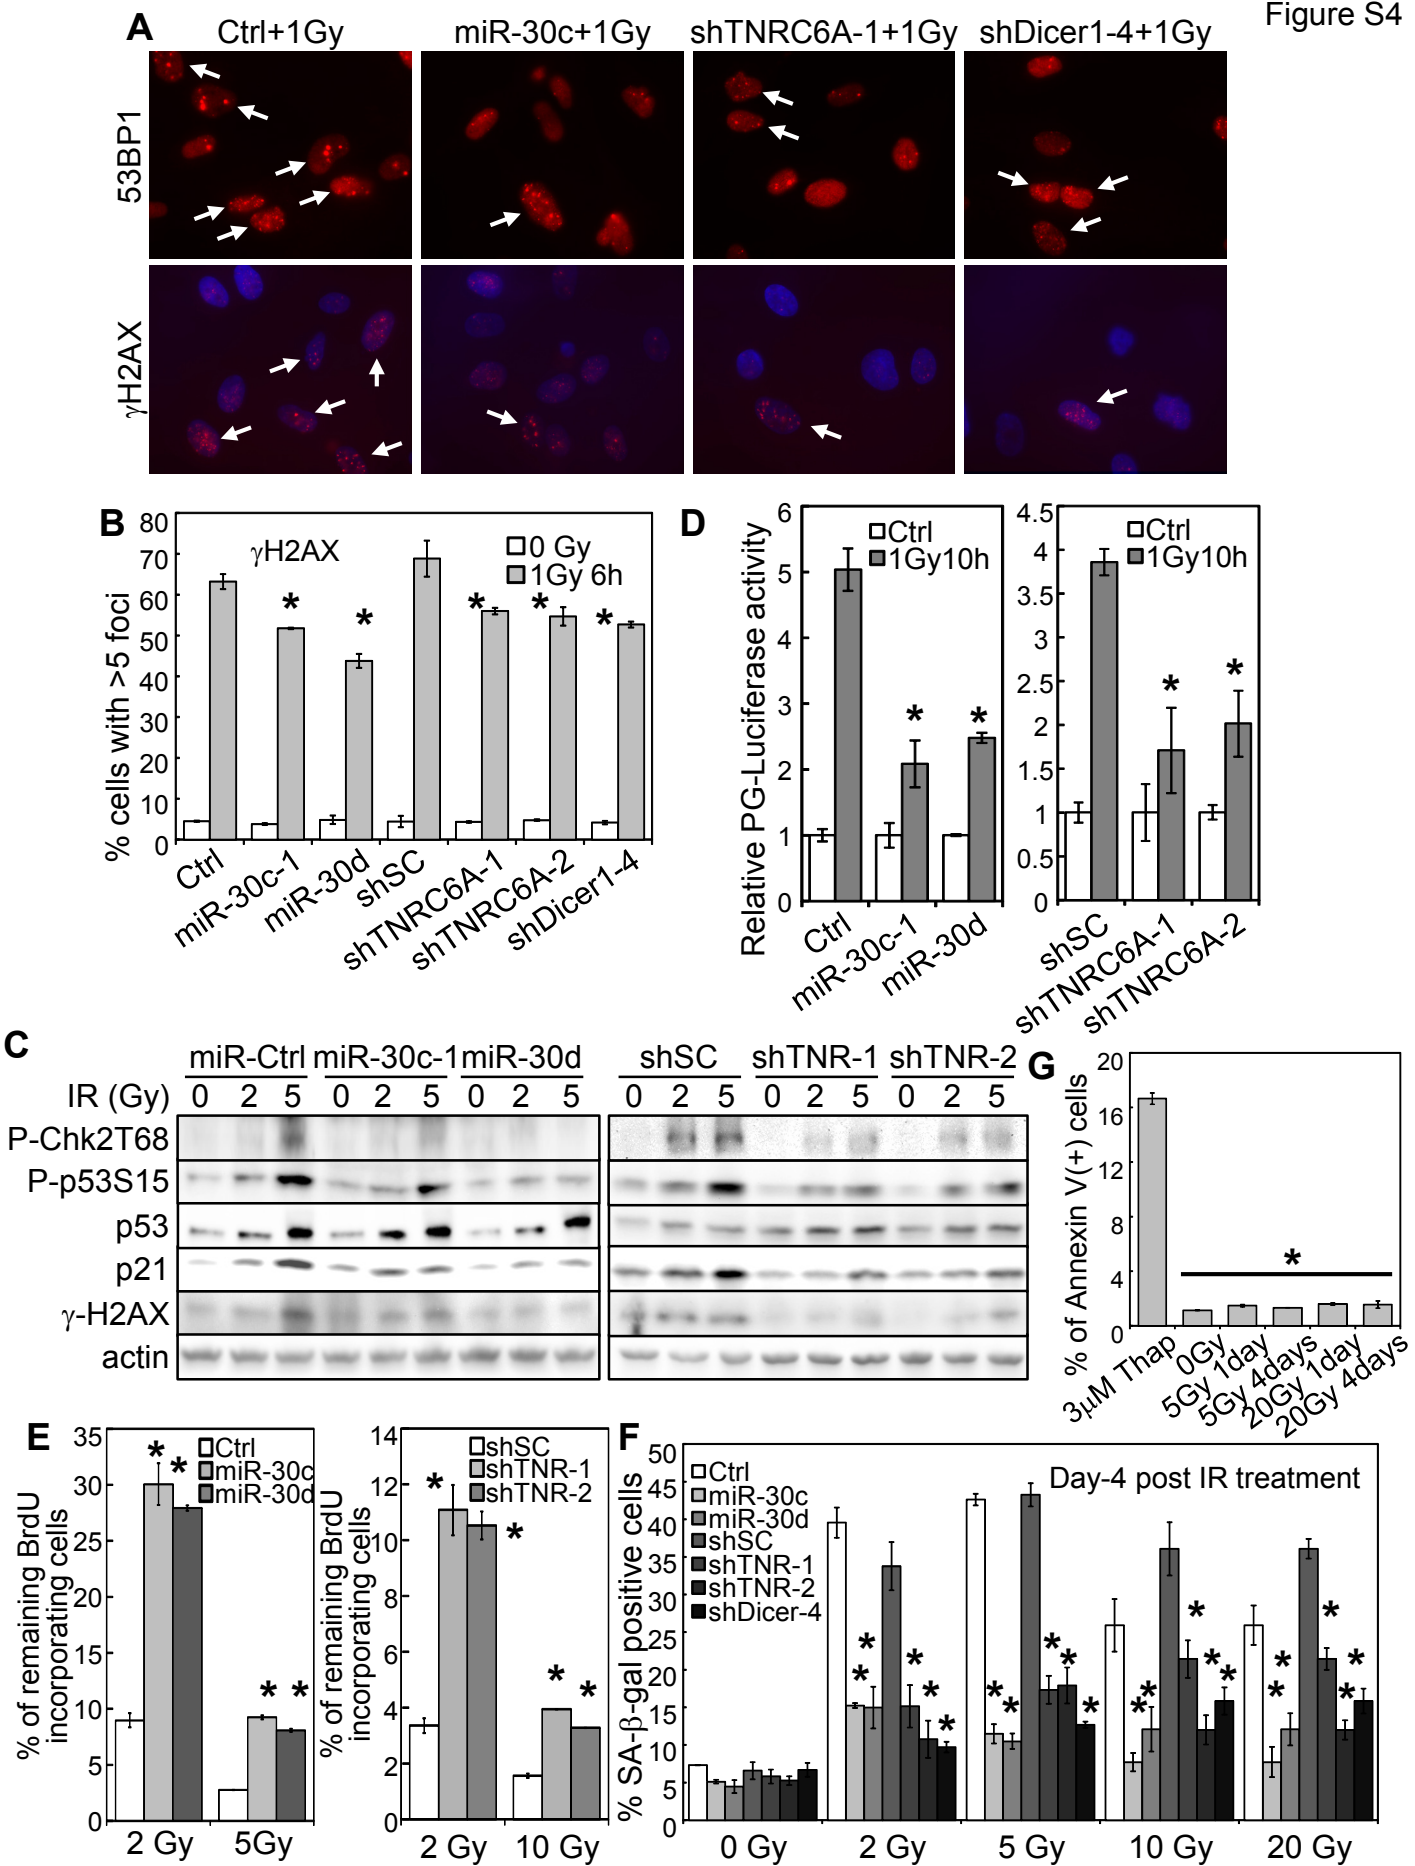 Figure S4
A
Ctrl+1Gy miR-30c+1Gy shTNRC6A-1+1Gy shDicer1-4+1Gy
53BP1
γH2AX
B
% cells with >5 foci
80
70
60
50
40
30
20
10
0
γH2AX
0 Gy
1Gy 6h
* * * * *
Ctrl
miR-30c-1
miR-30d
shSC
shTNRC6A-1
shTNRC6A-2
shDicer1-4
D
Relative PG-Luciferase activity
6
5
4
3
2
1
0
Ctrl
1Gy10h
* *
Ctrl
miR-30c-1
miR-30d
4.5
4
3.5
3
2.5
2
1.5
1
0.5
0
Ctrl
1Gy10h
* *
shSC
shTNRC6A-1
shTNRC6A-2
C
miR-Ctrl miR-30c-1 miR-30d shSC shTNR-1 shTNR-2
IR (Gy) 0 2 5 0 2 5 0 2 5 0 2 5 0 2 5 0 2 5
P-Chk2T68
P-p53S15
p53
p21
γ-H2AX
actin
G
% of Annexin V(+) cells
20
16
12
8
4
0
*
3μM Thap
0Gy
5Gy 1day
5Gy 4days
20Gy 1day
20Gy 4days
E
% of remaining BrdU
incorporating cells
35
30
25
20
15
10
5
0
Ctrl
miR-30c
miR-30d
* * * *
2 Gy 5Gy
% of remaining BrdU
incorporating cells
14
12
10
8
6
4
2
0
shSC
shTNR-1
shTNR-2
* * * *
2 Gy 10 Gy
F
% SA-β-gal positive cells
50
45
40
35
30
25
20
15
10
5
0
Ctrl
miR-30c
miR-30d
shSC
shTNR-1
shTNR-2
shDicer-4
Day-4 post IR treatment
* * * * * * * * * * * * * * * * * * * *
0 Gy 2 Gy 5 Gy 10 Gy 20 Gy